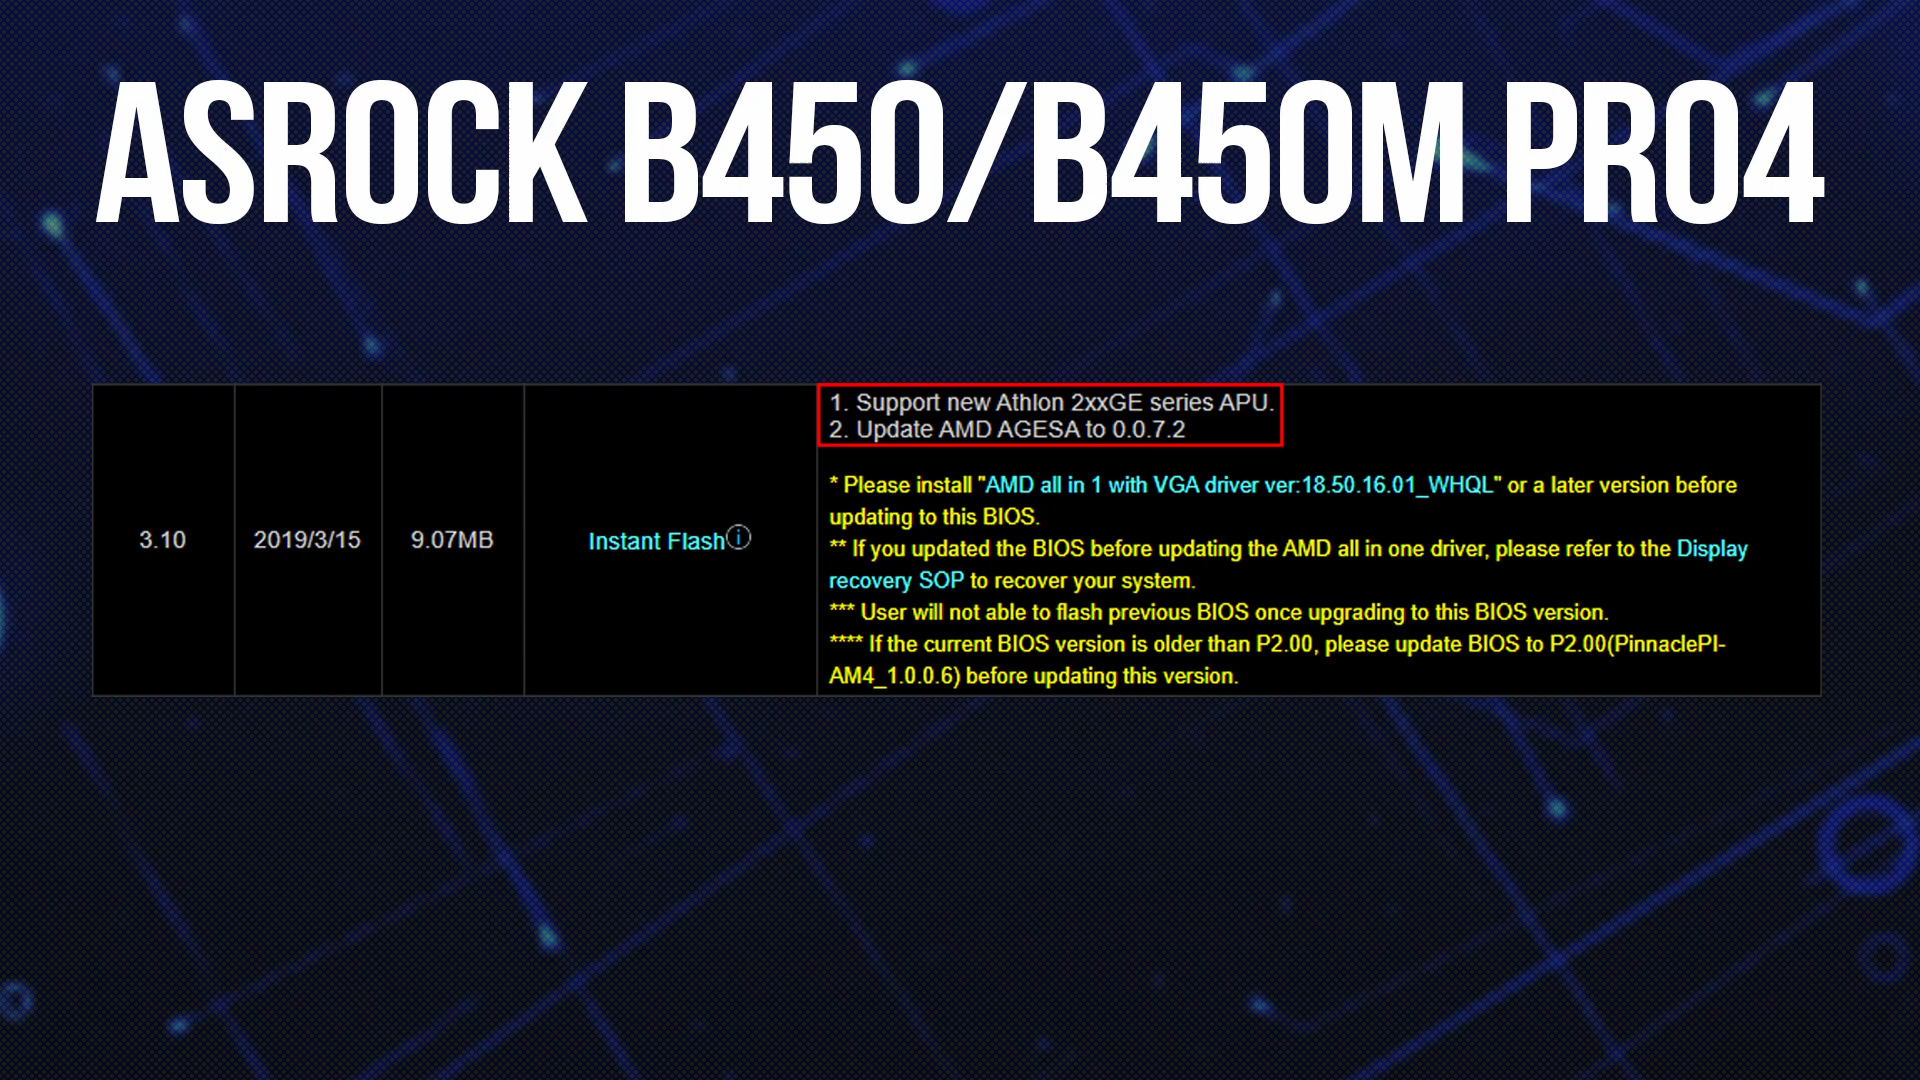 ASROCK B450/B450M PRO4
3.10
2019/3/15
9.07MB
Instant Flash
1. Support new Athlon 2xxGE series APU.
2. Update AMD AGESA to 0.0.7.2
* Please install "AMD all in 1 with VGA driver ver:18.50.16.01_WHQL" or a later version before
updating to this BIOS.
** If you updated the BIOS before updating the AMD all in one driver, please refer to the Display
recovery SOP to recover your system.
*** User will not able to flash previous BIOS once upgrading to this BIOS version.
**** If the current BIOS version is older than P2.00, please update BIOS to P2.00(PinnaclePI-
AM4_1.0.0.6) before updating this version.